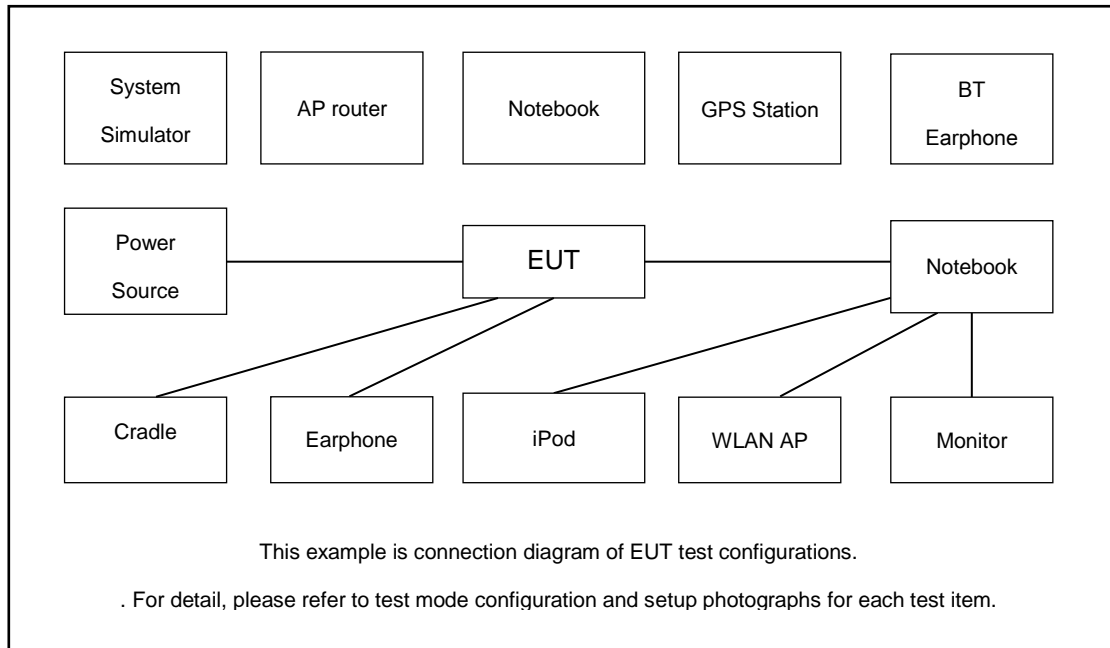 System
Simulator
AP router
Notebook
GPS Station
BT
Earphone
Power
Source
EUT
Notebook
Cradle
Earphone
iPod
WLAN AP
Monitor
This example is connection diagram of EUT test configurations.
. For detail, please refer to test mode configuration and setup photographs for each test item.